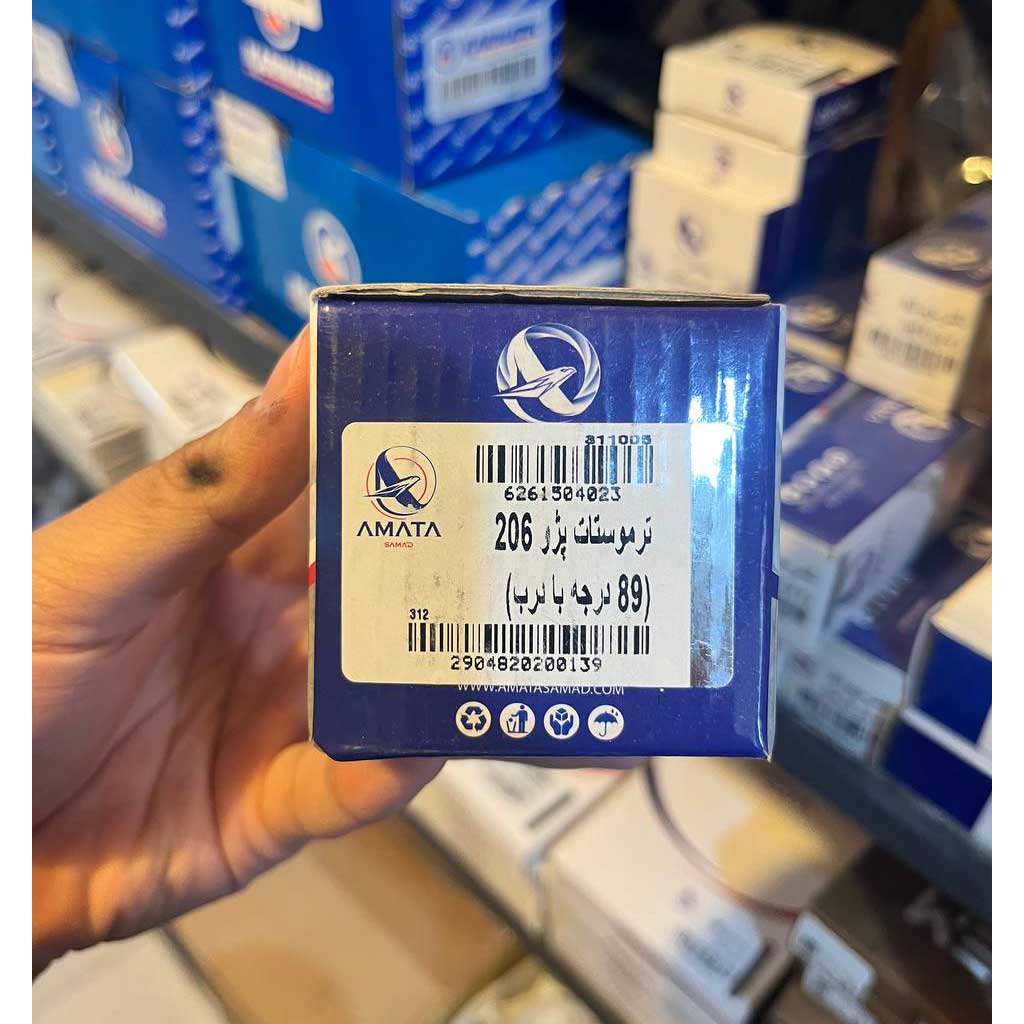 311005
6261504023
AMATA
SAMAD
ترموستات پژو 206
(89 درجه با درب)
312
2904820200139
WWW.AMATASAMAD.COM